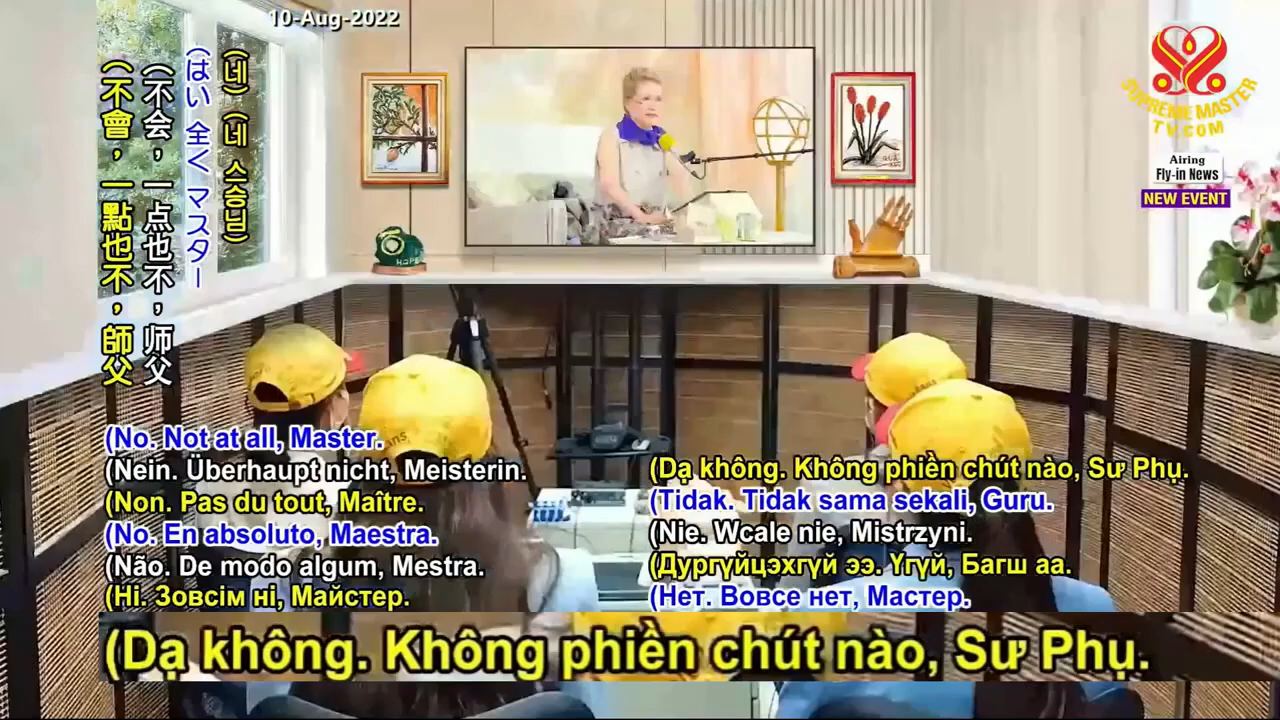 10-Aug-2022
SUPREME MASTER
TV.COM
Airing
Fly-in News
NEW EVENT
(네) (네 스승님)
(はい 全く マスター
(不会，一点也不，师父
(不會，一點也不，師父
HOPE
(No. Not at all, Master.
(Nein. Überhaupt nicht, Meisterin.
(Non. Pas du tout, Maître.
(No. En absoluto, Maestra.
(Não. De modo algum, Mestra.
(Ні. Зовсім ні, Майстер.
(Dạ không. Không phiền chút nào, Sư Phụ.
(Tidak. Tidak sama sekali, Guru.
(Nie. Wcale nie, Mistrzyni.
(Дургүйцэхгүй ээ. Үгүй, Багш аа.
(Нет. Вовсе нет, Мастер.
(Dạ không. Không phiền chút nào, Sư Phụ.